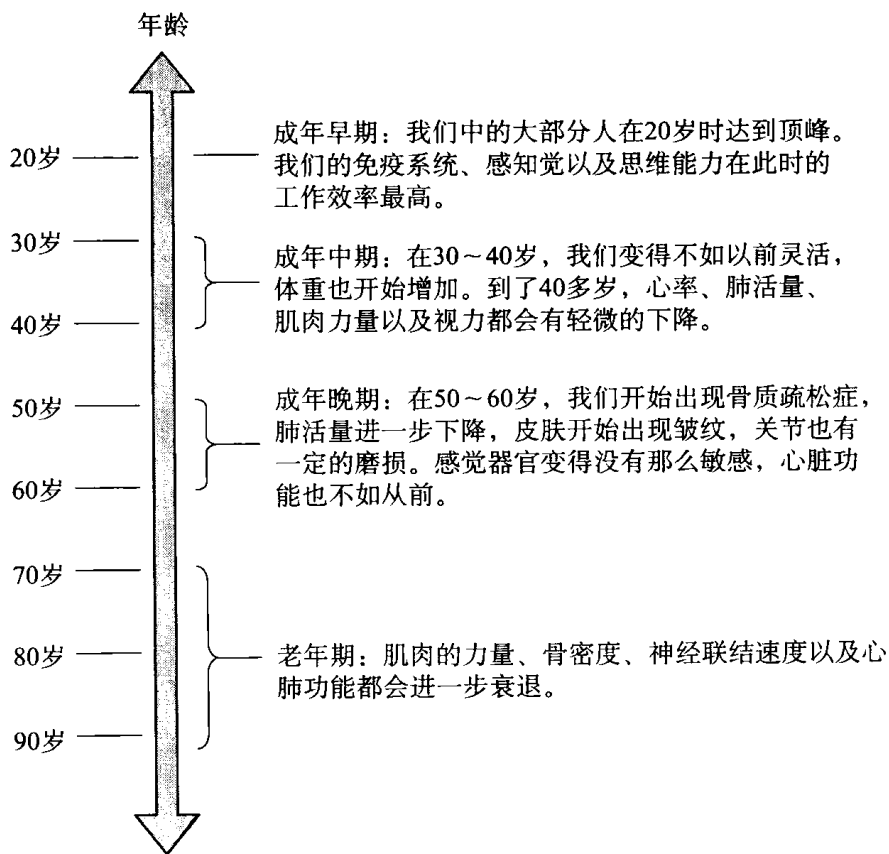 年龄
20岁
成年早期：我们中的大部分人在20岁时达到顶峰。
我们的免疫系统、感知觉以及思维能力在此时的
工作效率最高。
30岁
40岁
成年中期：在30～40岁，我们变得不如以前灵活，
体重也开始增加。到了40多岁，心率、肺活量、
肌肉力量以及视力都会有轻微的下降。
50岁
60岁
成年晚期：在50～60岁，我们开始出现骨质疏松症，
肺活量进一步下降，皮肤开始出现皱纹，关节也有
一定的磨损。感觉器官变得没有那么敏感，心脏功
能也不如从前。
70岁
80岁
90岁
老年期：肌肉的力量、骨密度、神经联结速度以及心
肺功能都会进一步衰退。